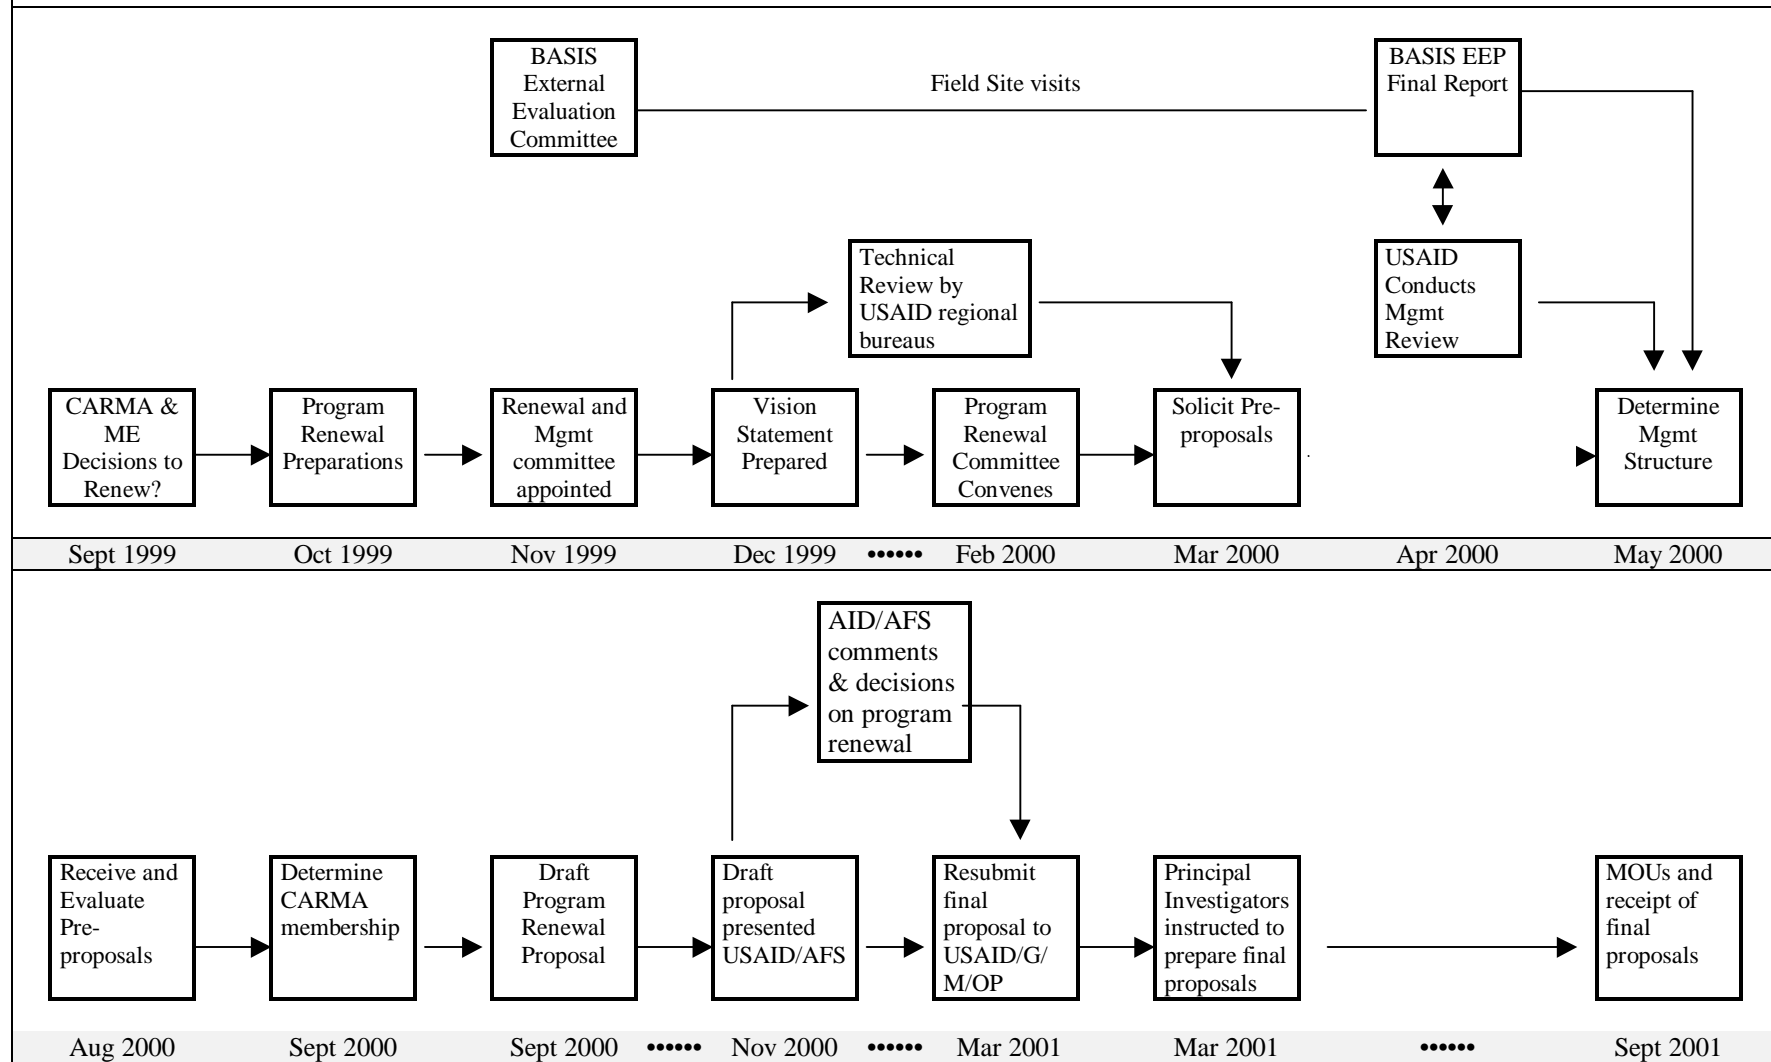 BASIS
External
Evaluation
Committee
Field Site visits
BASIS EEP
Final Report
Technical
Review by
USAID regional
bureaus
USAID
Conducts
Mgmt
Review
CARMA &
ME
Decisions to
Renew?
Program
Renewal
Preparations
Renewal and
Mgmt
committee
appointed
Vision
Statement
Prepared
Program
Renewal
Committee
Convenes
Solicit Pre-
proposals
Determine
Mgmt
Structure
Sept 1999 Oct 1999 Nov 1999 Dec 1999 •••••• Feb 2000 Mar 2000 Apr 2000 May 2000
AID/AFS
comments
& decisions
on program
renewal
Receive and
Evaluate
Pre-
proposals
Determine
CARMA
membership
Draft
Program
Renewal
Proposal
Draft
proposal
presented
USAID/AFS
Resubmit
final
proposal to
USAID/G/
M/OP
Principal
Investigators
instructed to
prepare final
proposals
MOUs and
receipt of
final
proposals
Aug 2000 Sept 2000 Sept 2000 •••••• Nov 2000 •••••• Mar 2001 Mar 2001 •••••• Sept 2001